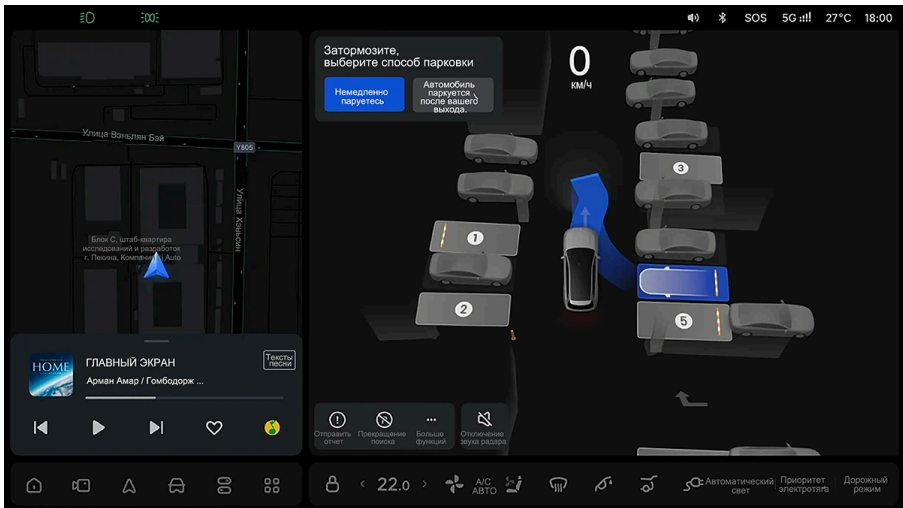 SOS 5G 27°C 18:00
Улица Вэньлян Бэй
Y805
Улица Хэньсин
Блок С, штаб-квартира
исследований и разработок
г. Пекина, Компания Auto
HOME
ГЛАВНЫЙ ЭКРАН
Арман Амар / Гомбодорж ...
Тексты
песни
Затормозите,
выберите способ парковки
Немедленно
паруетесь
Автомобиль
паркуется
после вашего
выхода.
0
км/ч
3
1
2
5
Отправить
отчет
Прекращение
поиска
Больше
функций
Отключение
звука радара
22.0
A/C
АВТО
Автоматический
свет
Приоритет
электротяга
Дорожный
режим